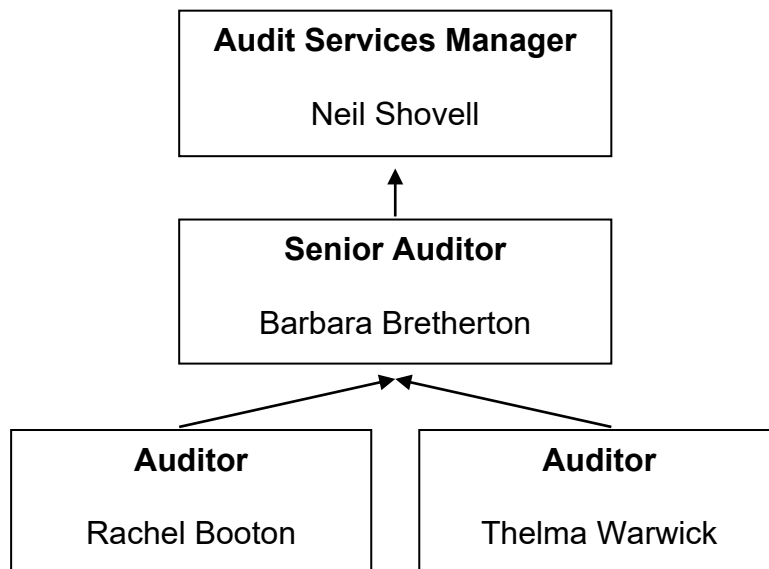 Audit Services Manager
Neil Shovell
Senior Auditor
Barbara Bretherton
Auditor
Rachel Booton
Auditor
Thelma Warwick